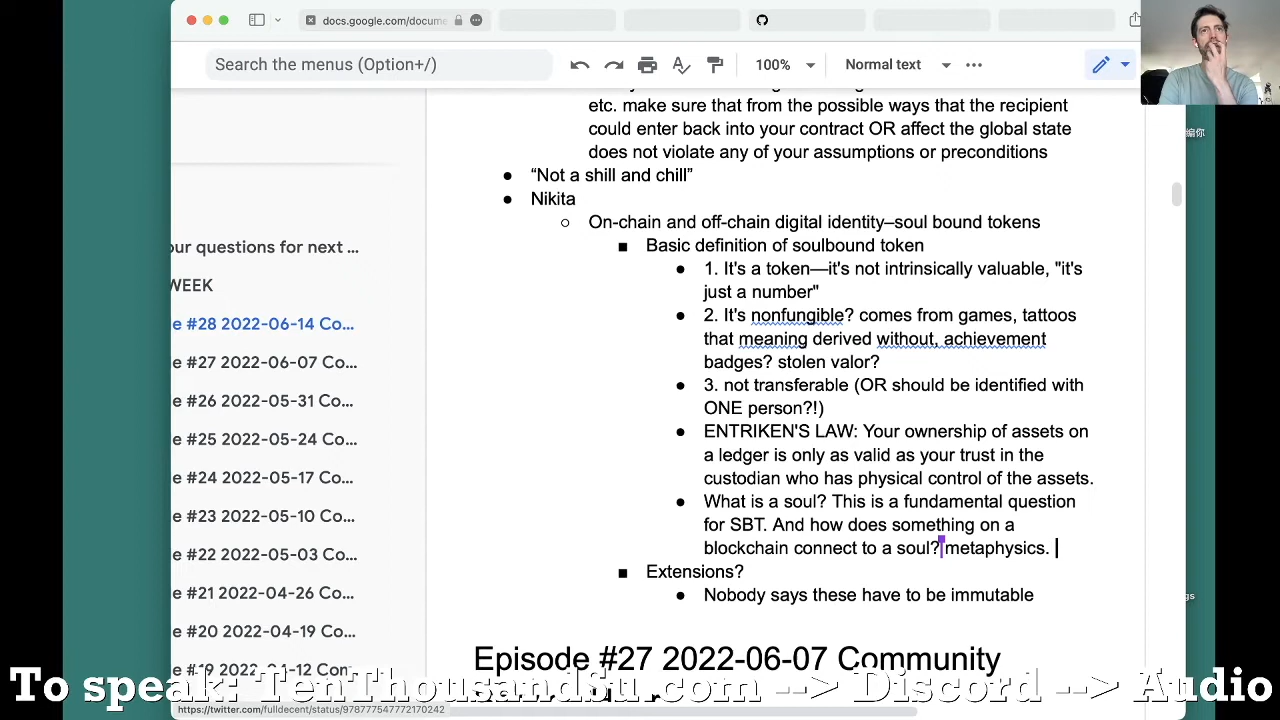 docs.google.com/docume
Search the menus (Option+/)
100%
Normal text
etc. make sure that from the possible ways that the recipient
could enter back into your contract OR affect the global state
does not violate any of your assumptions or preconditions
“Not a shill and chill”
Nikita
On-chain and off-chain digital identity–soul bound tokens
Basic definition of soulbound token
1. It's a token—it's not intrinsically valuable, "it's
just a number"
2. It's nonfungible? comes from games, tattoos
that meaning derived without, achievement
badges? stolen valor?
3. not transferable (OR should be identified with
ONE person?!)
ENTRIKEN'S LAW: Your ownership of assets on
a ledger is only as valid as your trust in the
custodian who has physical control of the assets.
What is a soul? This is a fundamental question
for SBT. And how does something on a
blockchain connect to a soul? metaphysics.
Extensions?
Nobody says these have to be immutable
Episode #27 2022-06-07 Community
our questions for next ...
WEEK
e #28 2022-06-14 Co...
e #27 2022-06-07 Co...
e #26 2022-05-31 Co...
e #25 2022-05-24 Co...
e #24 2022-05-17 Co...
e #23 2022-05-10 Co...
e #22 2022-05-03 Co...
e #21 2022-04-26 Co...
e #20 2022-04-19 Co...
e #19 2022-04-12 Com
To speak: TenThousandSu.com --> Discord --> Audio
https://twitter.com/fulldecent/status/978777547772170242
编你
gs